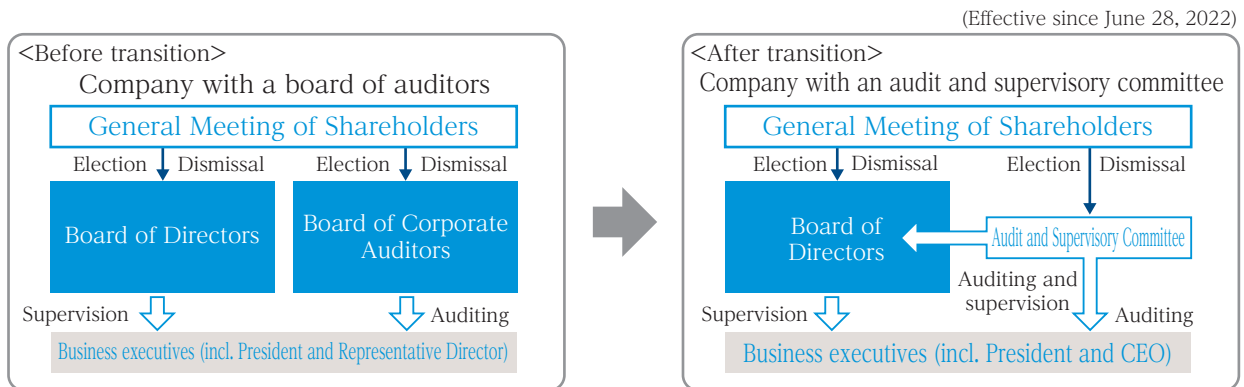 (Effective since June 28, 2022)
<Before transition>
Company with a board of auditors
General Meeting of Shareholders
Election Dismissal
Election Dismissal
Board of Directors
Board of Corporate
Auditors
Supervision
Auditing
Business executives (incl. President and Representative Director)
<After transition>
Company with an audit and supervisory committee
General Meeting of Shareholders
Election Dismissal
Election Dismissal
Board of
Directors
Audit and Supervisory Committee
Auditing and
supervision
Supervision
Auditing
Business executives (incl. President and CEO)